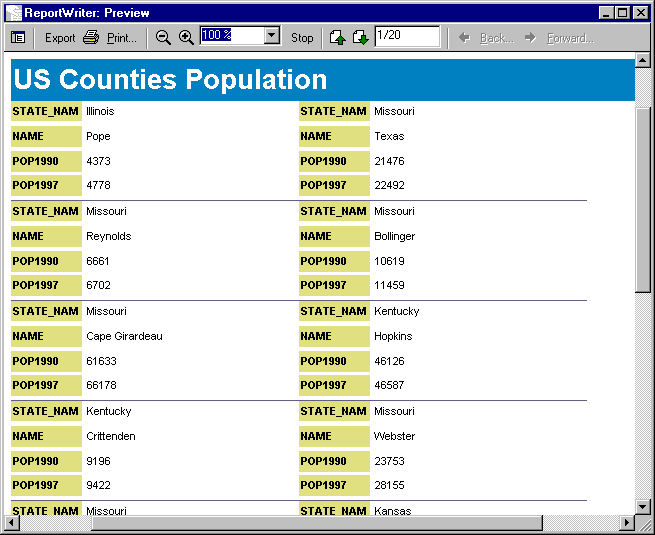 ReportWriter: Preview
Export Print... 100 % Stop 1/20 Back... Forward...
US Counties Population
STATE_NAM Illinois STATE_NAM Missouri
NAME Pope NAME Texas
POP1990 4373 POP1990 21476
POP1997 4778 POP1997 22492
STATE_NAM Missouri STATE_NAM Missouri
NAME Reynolds NAME Bollinger
POP1990 6661 POP1990 10619
POP1997 6702 POP1997 11459
STATE_NAM Missouri STATE_NAM Kentucky
NAME Cape Girardeau NAME Hopkins
POP1990 61633 POP1990 46126
POP1997 66178 POP1997 46587
STATE_NAM Kentucky STATE_NAM Missouri
NAME Crittenden NAME Webster
POP1990 9196 POP1990 23753
POP1997 9422 POP1997 28155
STATE_NAM Missouri STATE_NAM Kansas